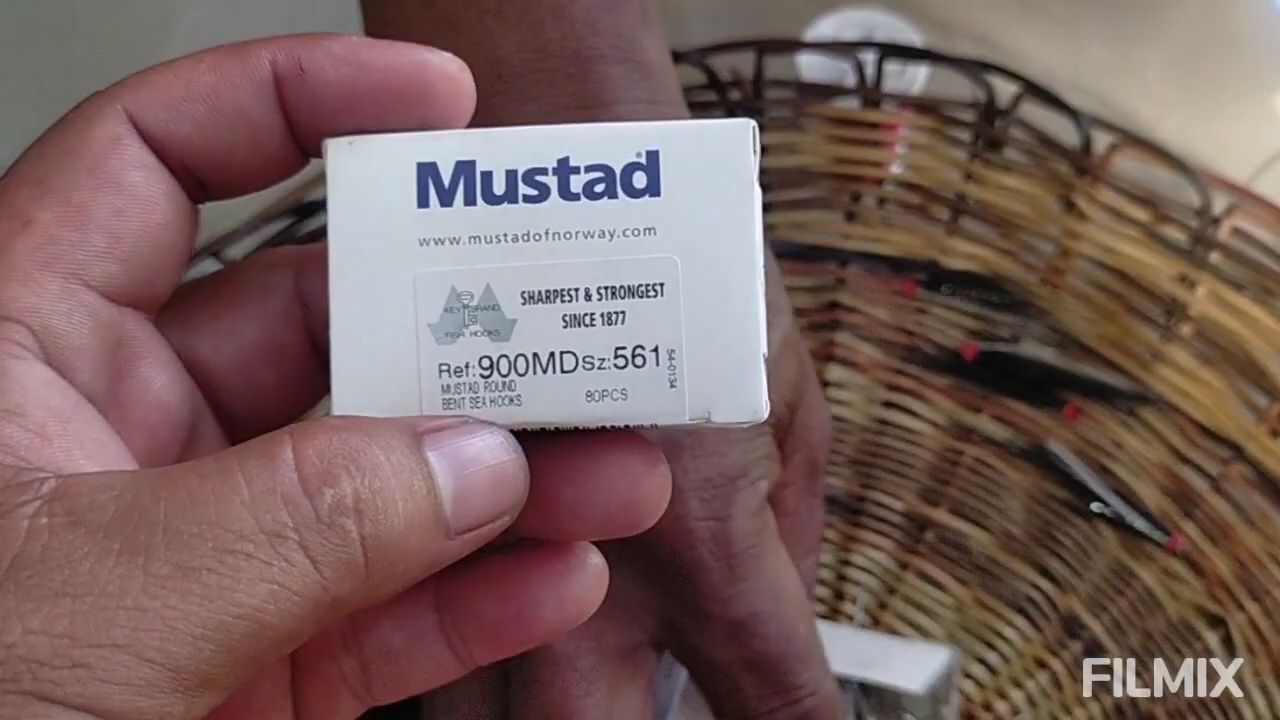 Mustad®
www.mustadofnorway.com
KEY BRAND
FISH HOOKS
SHARPEST & STRONGEST
SINCE 1877
Ref:900MD Sz:561
54-0134
MUSTAD ROUND
BENT SEA HOOKS
80PCS
FILMIX